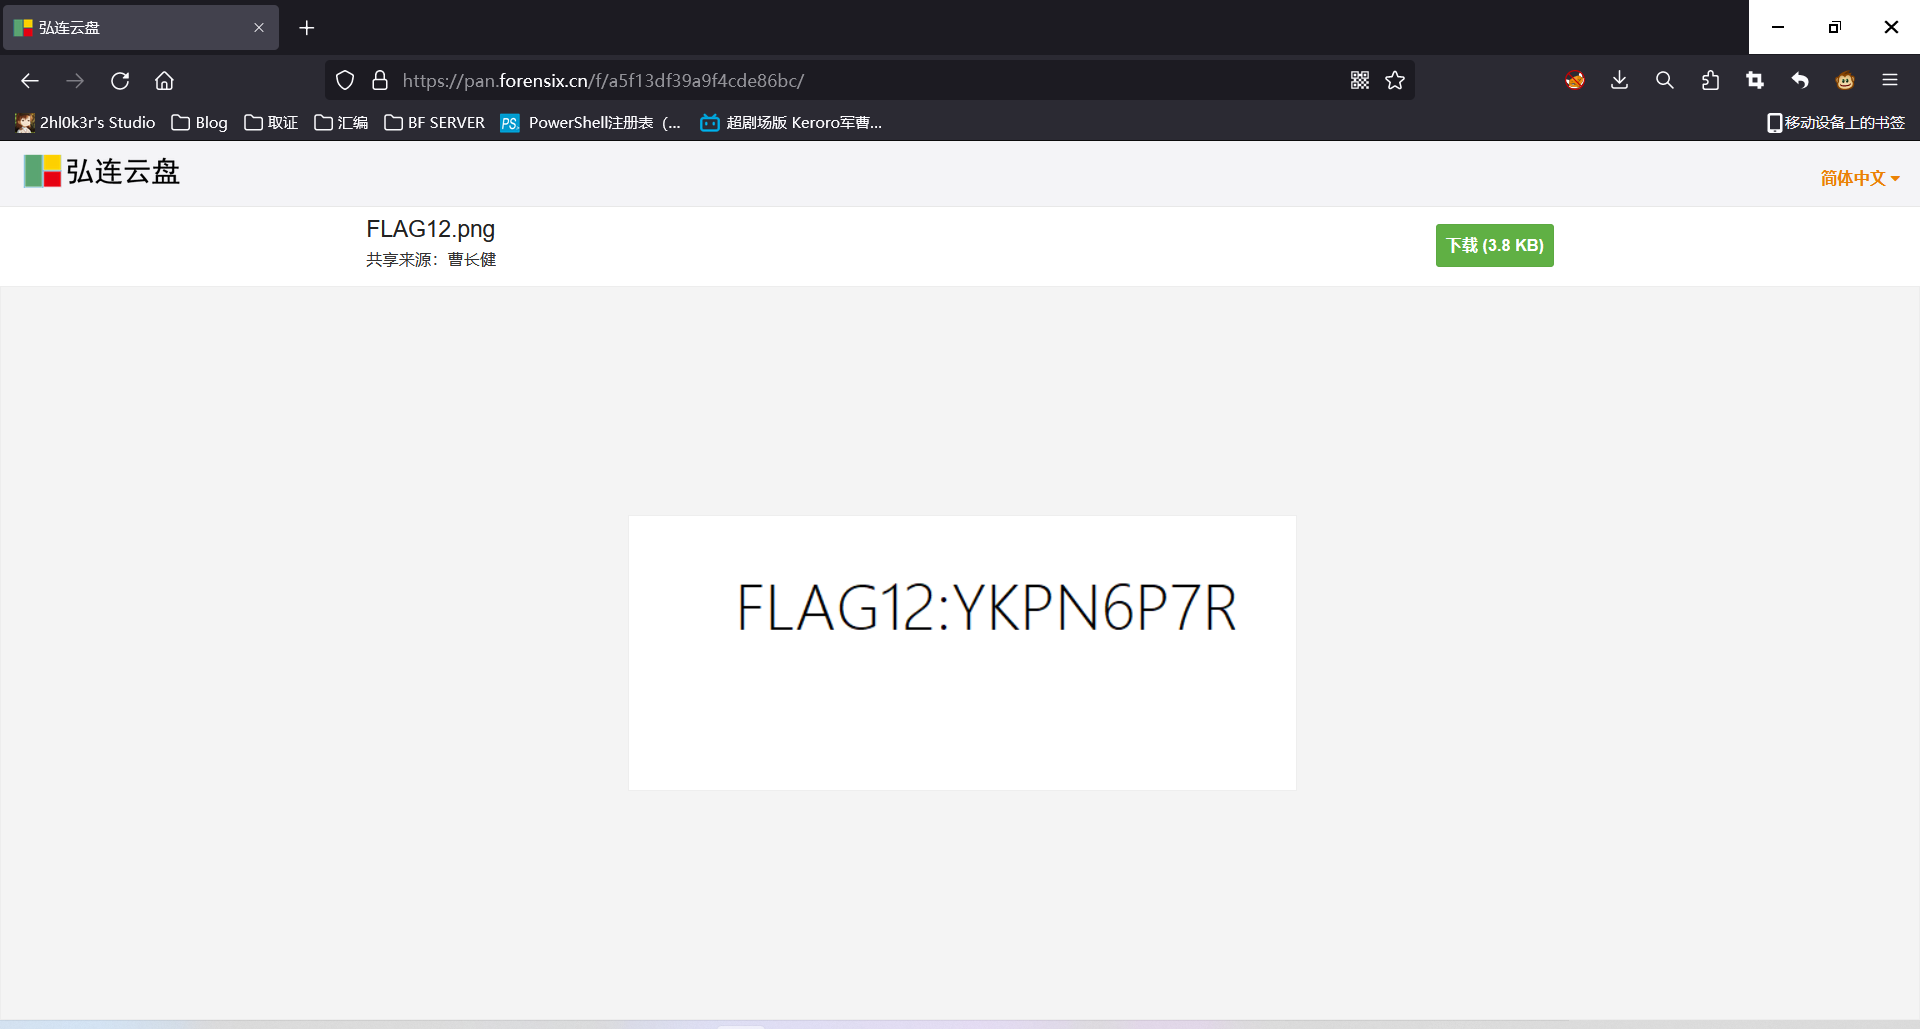 弘连云盘
https://pan.forensix.cn/f/a5f13df39a9f4cde86bc/
2hl0k3r's Studio
Blog
取证
汇编
BF SERVER
PS. PowerShell注册表（...
超剧场版 Keroro军曹...
移动设备上的书签
弘连云盘
简体中文
FLAG12.png
下载 (3.8 KB)
共享来源：曹长健
FLAG12:YKPN6P7R